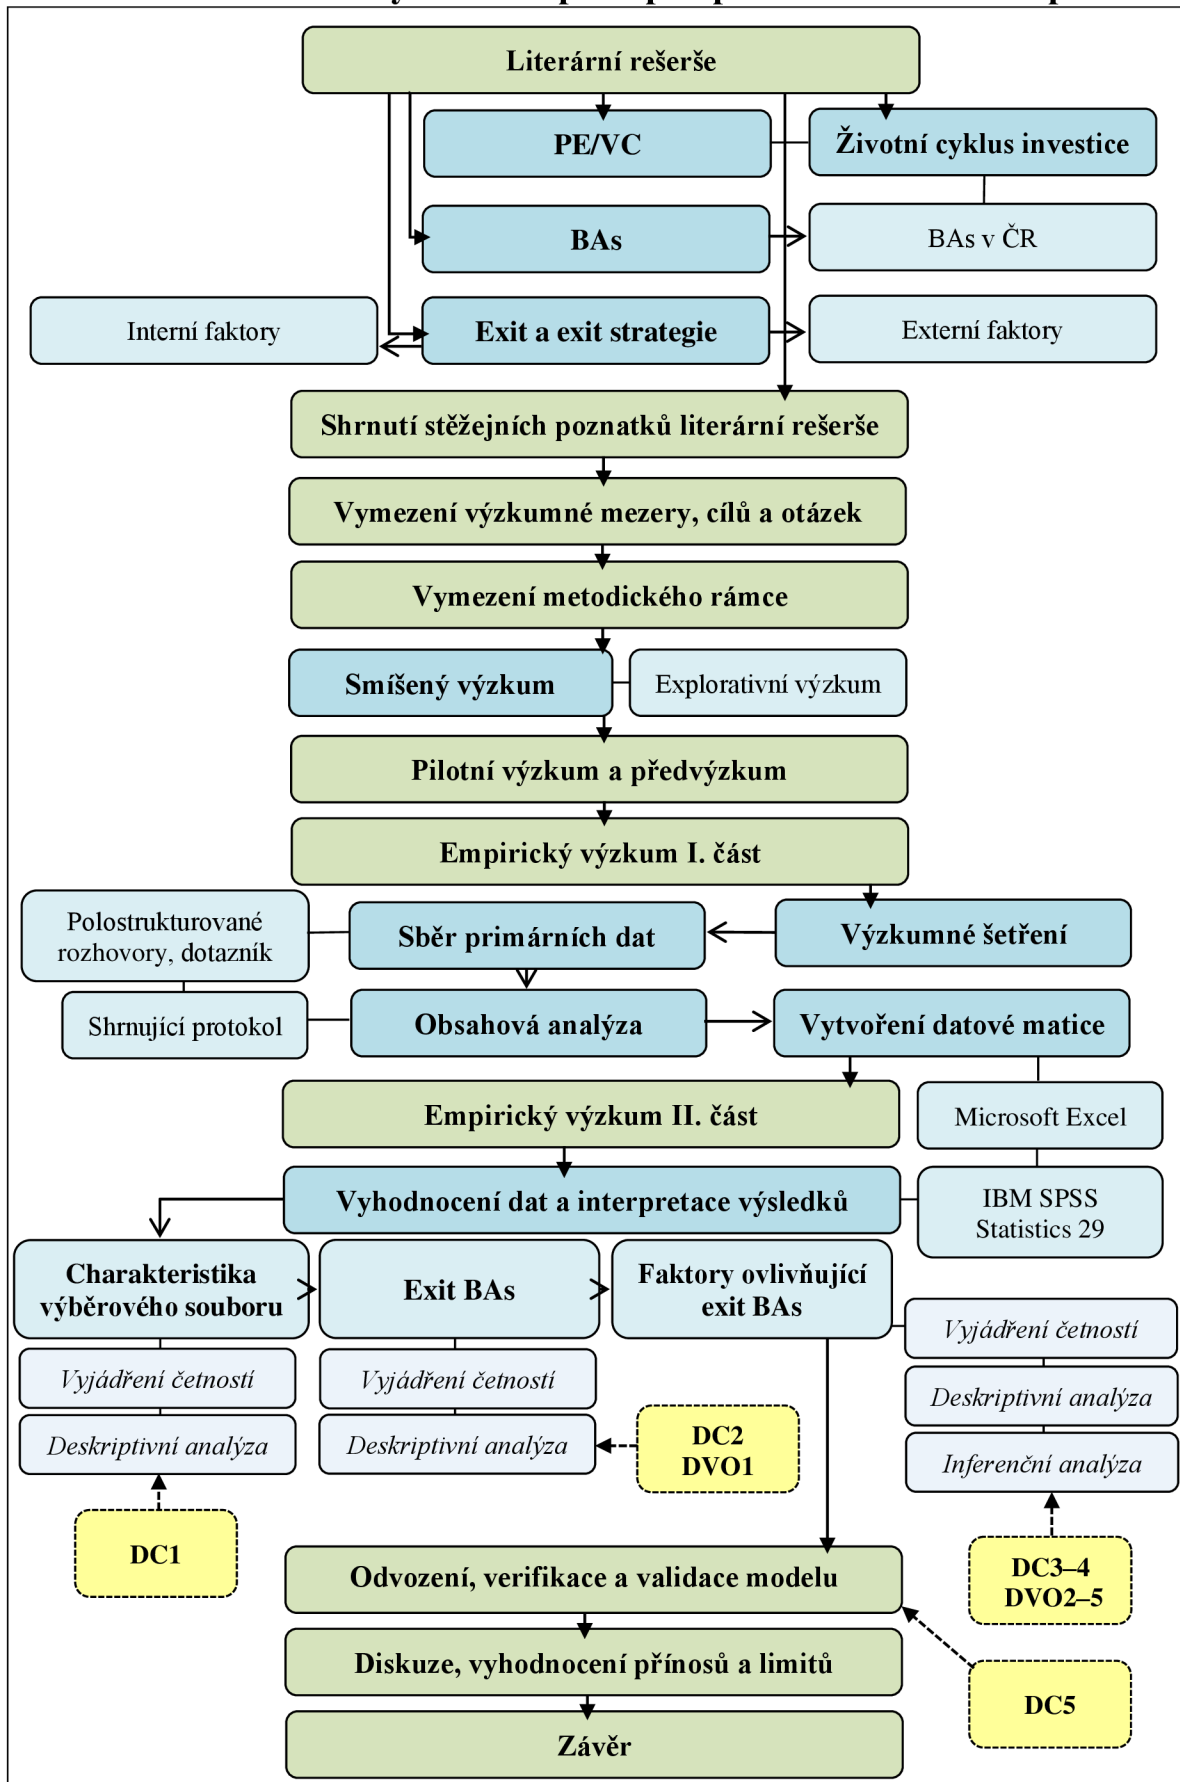 Literární rešerše
PE/VC
Životní cyklus investice
BAs
BAs v ČR
Interní faktory
Exit a exit strategie
Externí faktory
Shrnutí stěžejních poznatků literární rešerše
Vymezení výzkumné mezery, cílů a otázek
Vymezení metodického rámce
Smíšený výzkum
Explorativní výzkum
Pilotní výzkum a předvýzkum
Empirický výzkum I. část
Polostrukturované
rozhovory, dotazník
Sběr primárních dat
Výzkumné šetření
Shrnující protokol
Obsahová analýza
Vytvoření datové matice
Empirický výzkum II. část
Microsoft Excel
Vyhodnocení dat a interpretace výsledků
IBM SPSS
Statistics 29
Charakteristika
výběrového souboru
Exit BAs
Faktory ovlivňující
exit BAs
Vyjádření četností
Deskriptivní analýza
Vyjádření četností
Deskriptivní analýza
Vyjádření četností
Deskriptivní analýza
Inferenční analýza
DC1
DC2
DVO1
DC3–4
DVO2–5
Odvození, verifikace a validace modelu
Diskuze, vyhodnocení přínosů a limitů
DC5
Závěr